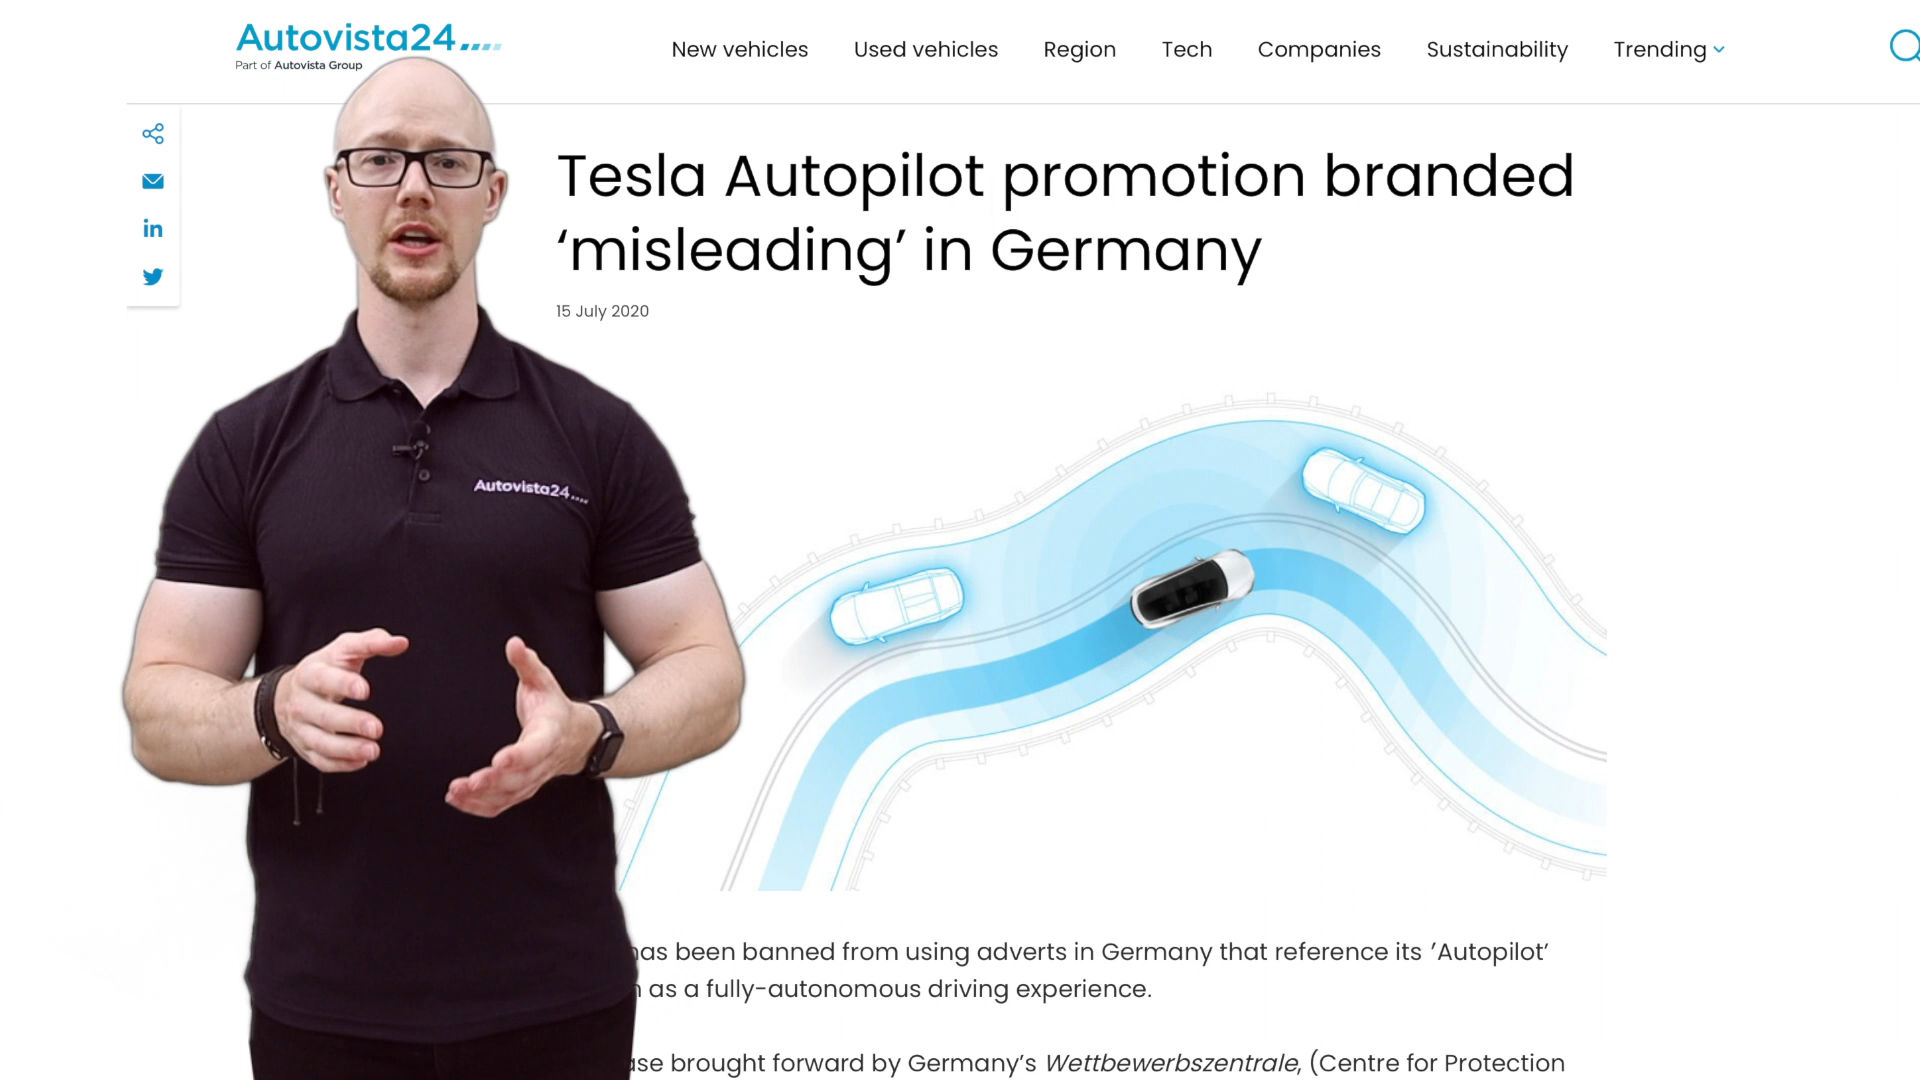 Autovista24
Part of Autovista Group
New vehicles Used vehicles Region Tech Companies Sustainability Trending
in
Tesla Autopilot promotion branded
‘misleading’ in Germany
15 July 2020
Autovista24
has been banned from using adverts in Germany that reference its ’Autopilot’
as a fully-autonomous driving experience.
brought forward by Germany’s Wettbewerbszentrale, (Centre for Protection